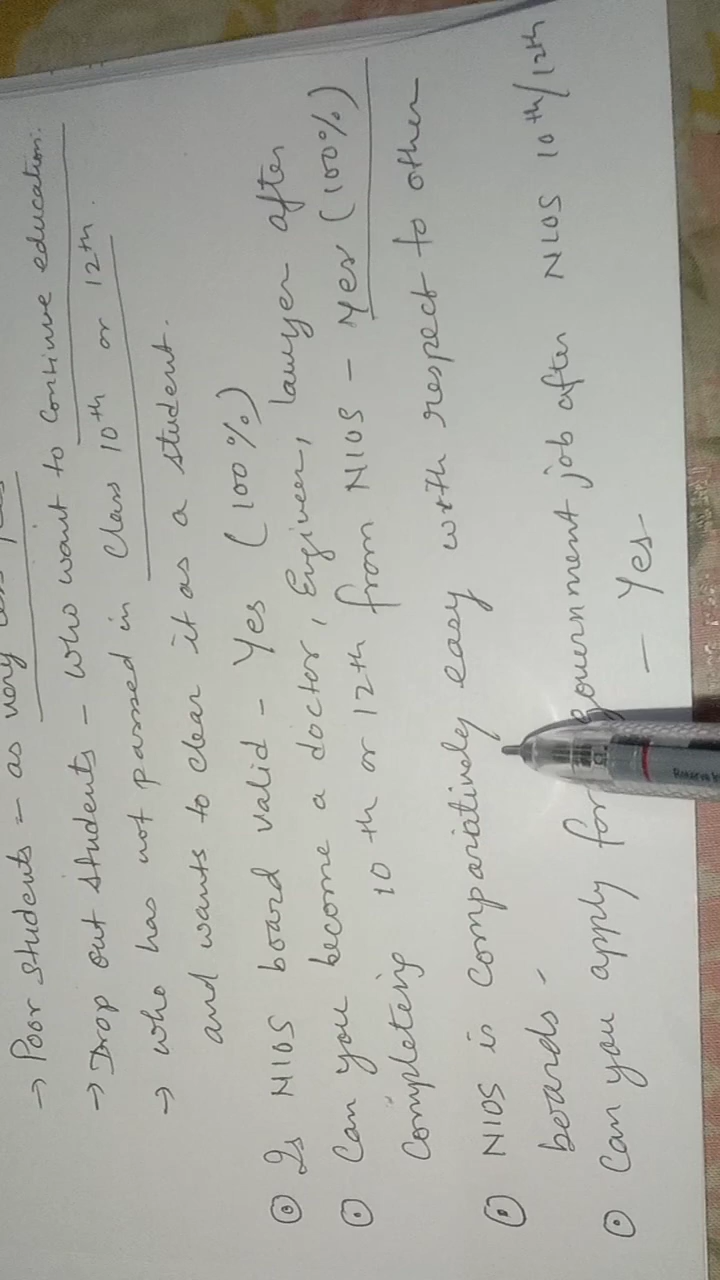 → Poor students - as very less
→ Drop out students - who want to continue education.
→ who has not passed in Class 10th or 12th.
and wants to clear it as a student.
Is NIOS board valid - Yes (100%)
Can you become a doctor, Engineer, lawyer after
Completing 10th or 12th from NIOS - Yes (100%)
NIOS is Compariatively easy with respect to other
boards.
Can you apply for government job after NIOS 10th/12th
- Yes